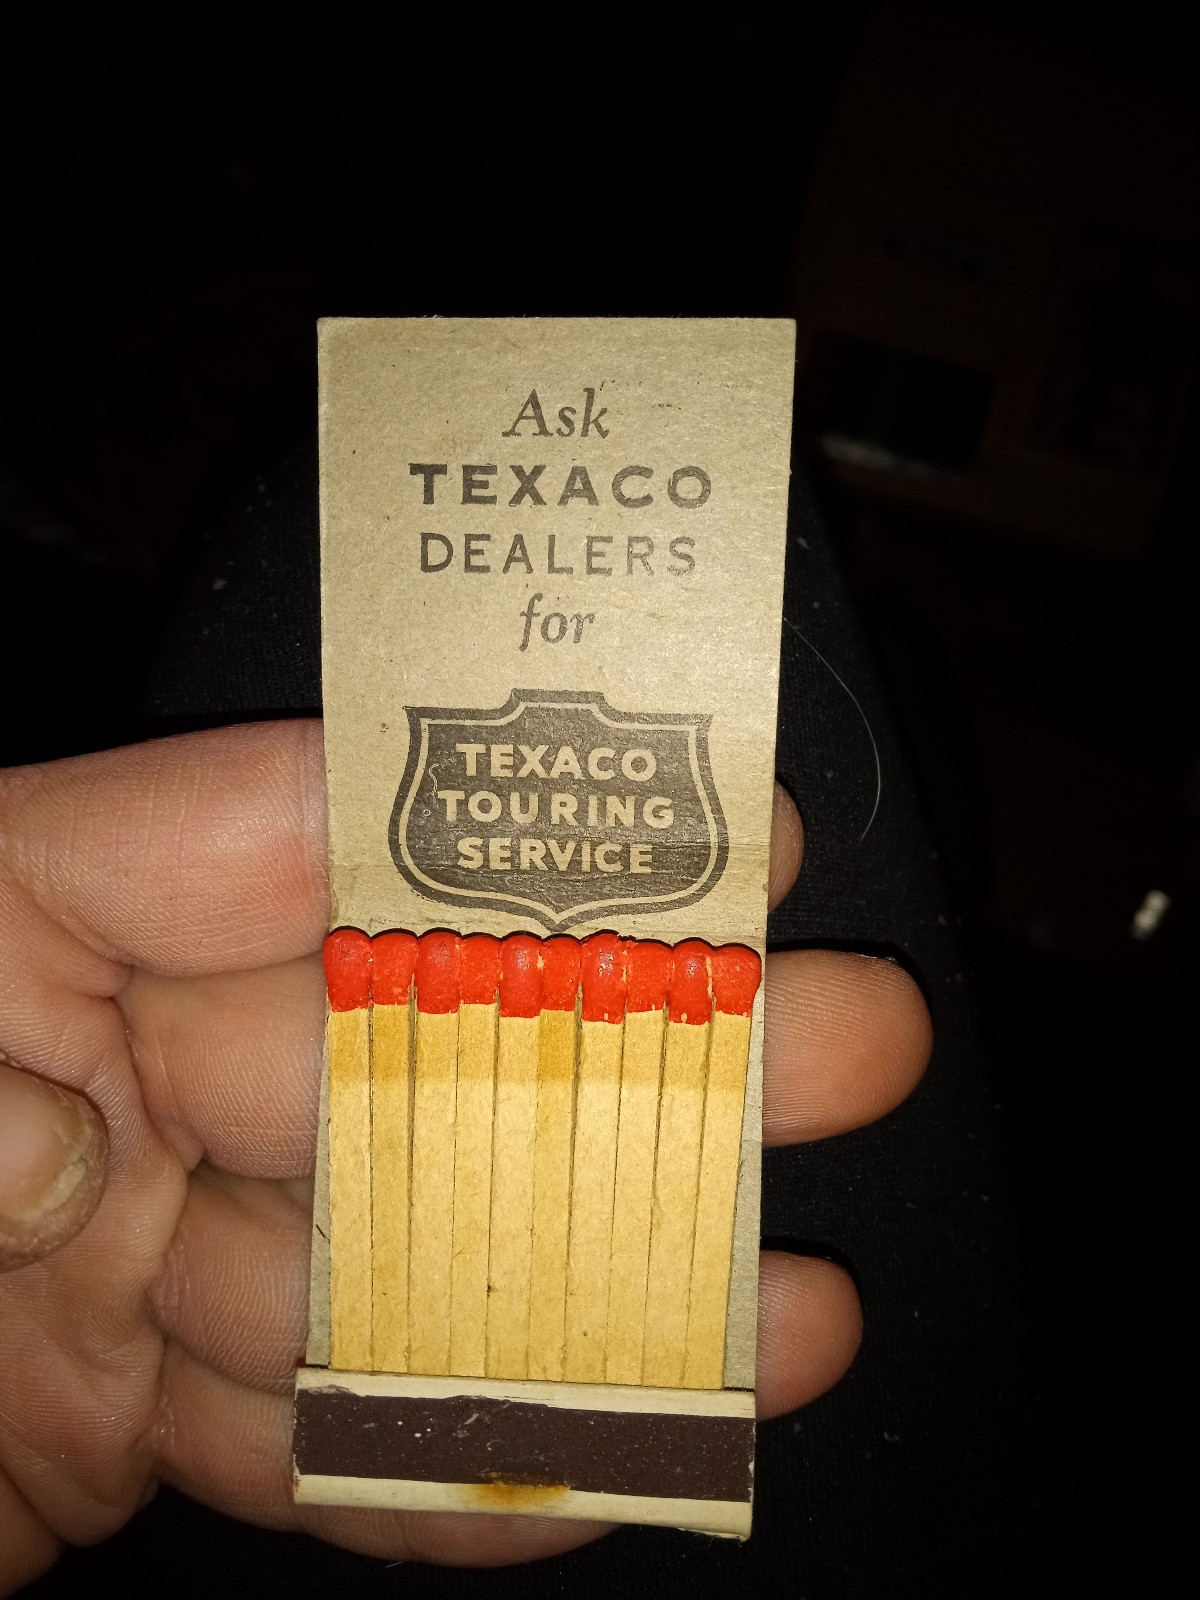 Ask
TEXACO
DEALERS
for
TEXACO
TOURING
SERVICE